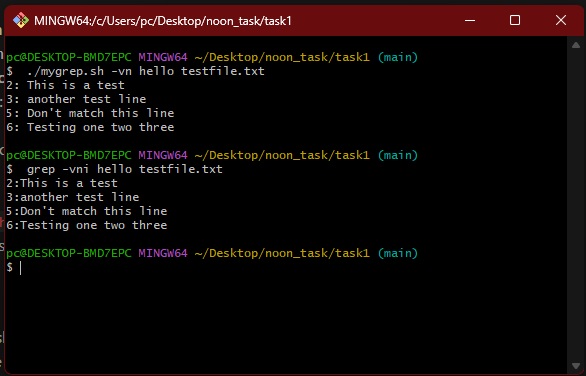 MINGW64:/c/Users/pc/Desktop/noon_task/task1
pc@DESKTOP-BMD7EPC MINGW64 ~/Desktop/noon_task/task1 (main)
$  ./mygrep.sh -vn hello testfile.txt
2: This is a test
3: another test line
5: Don't match this line
6: Testing one two three
pc@DESKTOP-BMD7EPC MINGW64 ~/Desktop/noon_task/task1 (main)
$  grep -vni hello testfile.txt
2:This is a test
3:another test line
5:Don't match this line
6:Testing one two three
pc@DESKTOP-BMD7EPC MINGW64 ~/Desktop/noon_task/task1 (main)
$